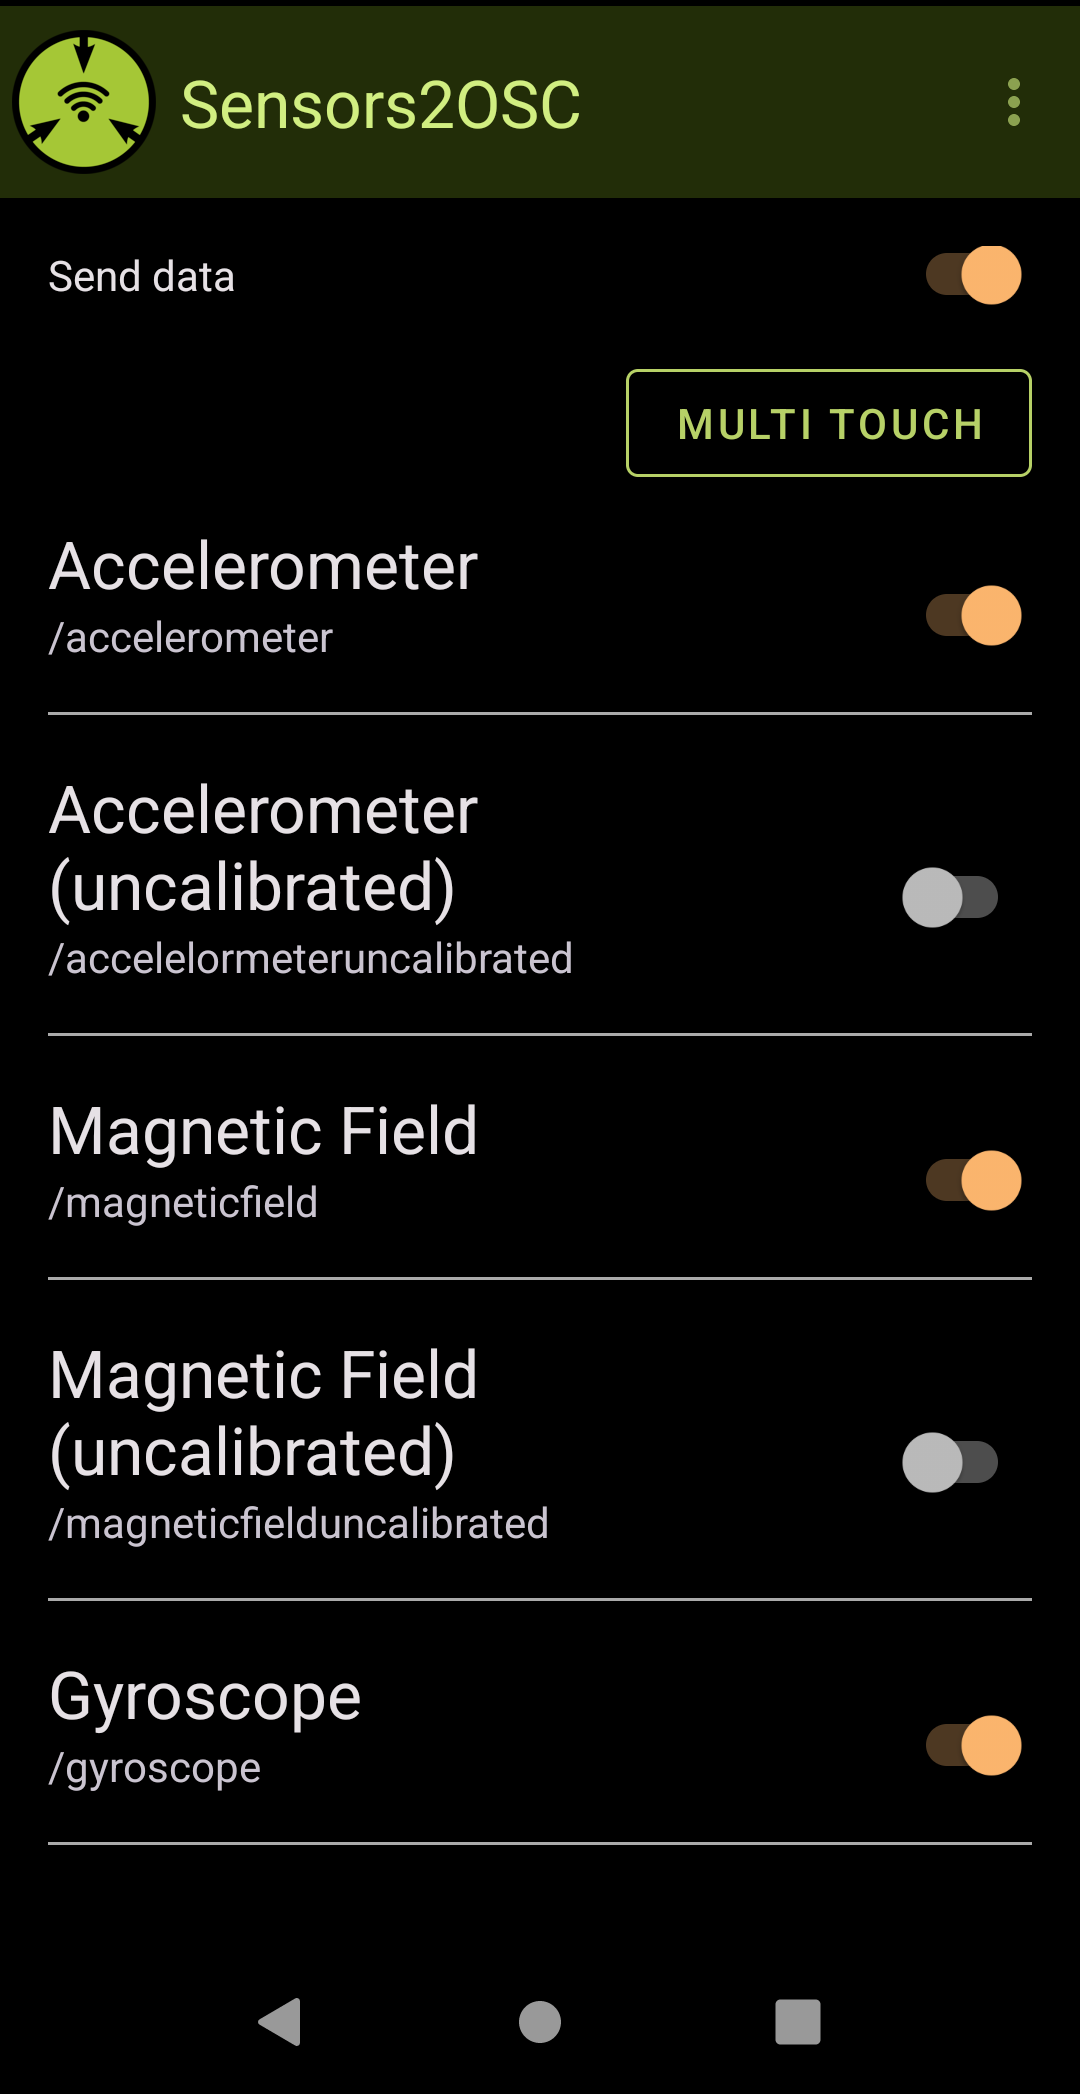 Sensors2OSC
Send data
MULTI TOUCH
Accelerometer
/accelerometer
Accelerometer
(uncalibrated)
/accelelormeteruncalibrated
Magnetic Field
/magneticfield
Magnetic Field
(uncalibrated)
/magneticfielduncalibrated
Gyroscope
/gyroscope